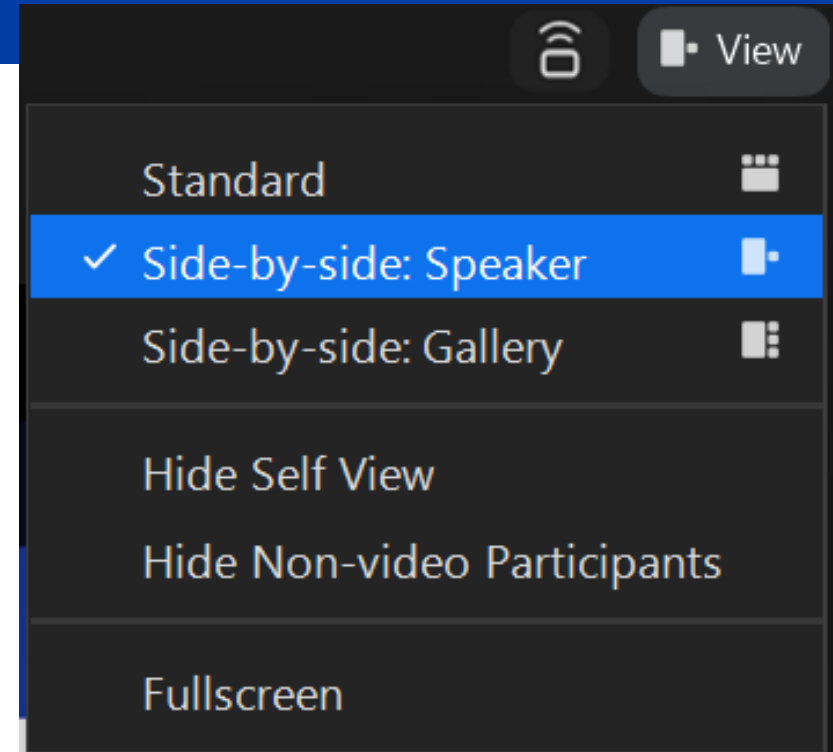 View
Standard
Side-by-side: Speaker
Side-by-side: Gallery
Hide Self View
Hide Non-video Participants
Fullscreen